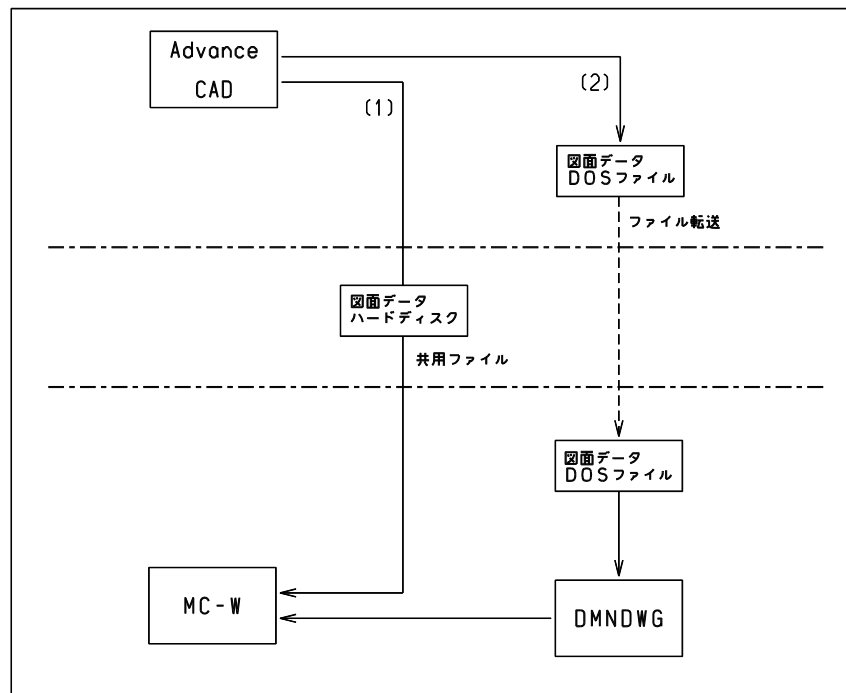 Advance
CAD
(1)
(2)
図面データ
DOSファイル
ファイル転送
図面データ
ハードディスク
共用ファイル
図面データ
DOSファイル
MC-W
DMNDWG